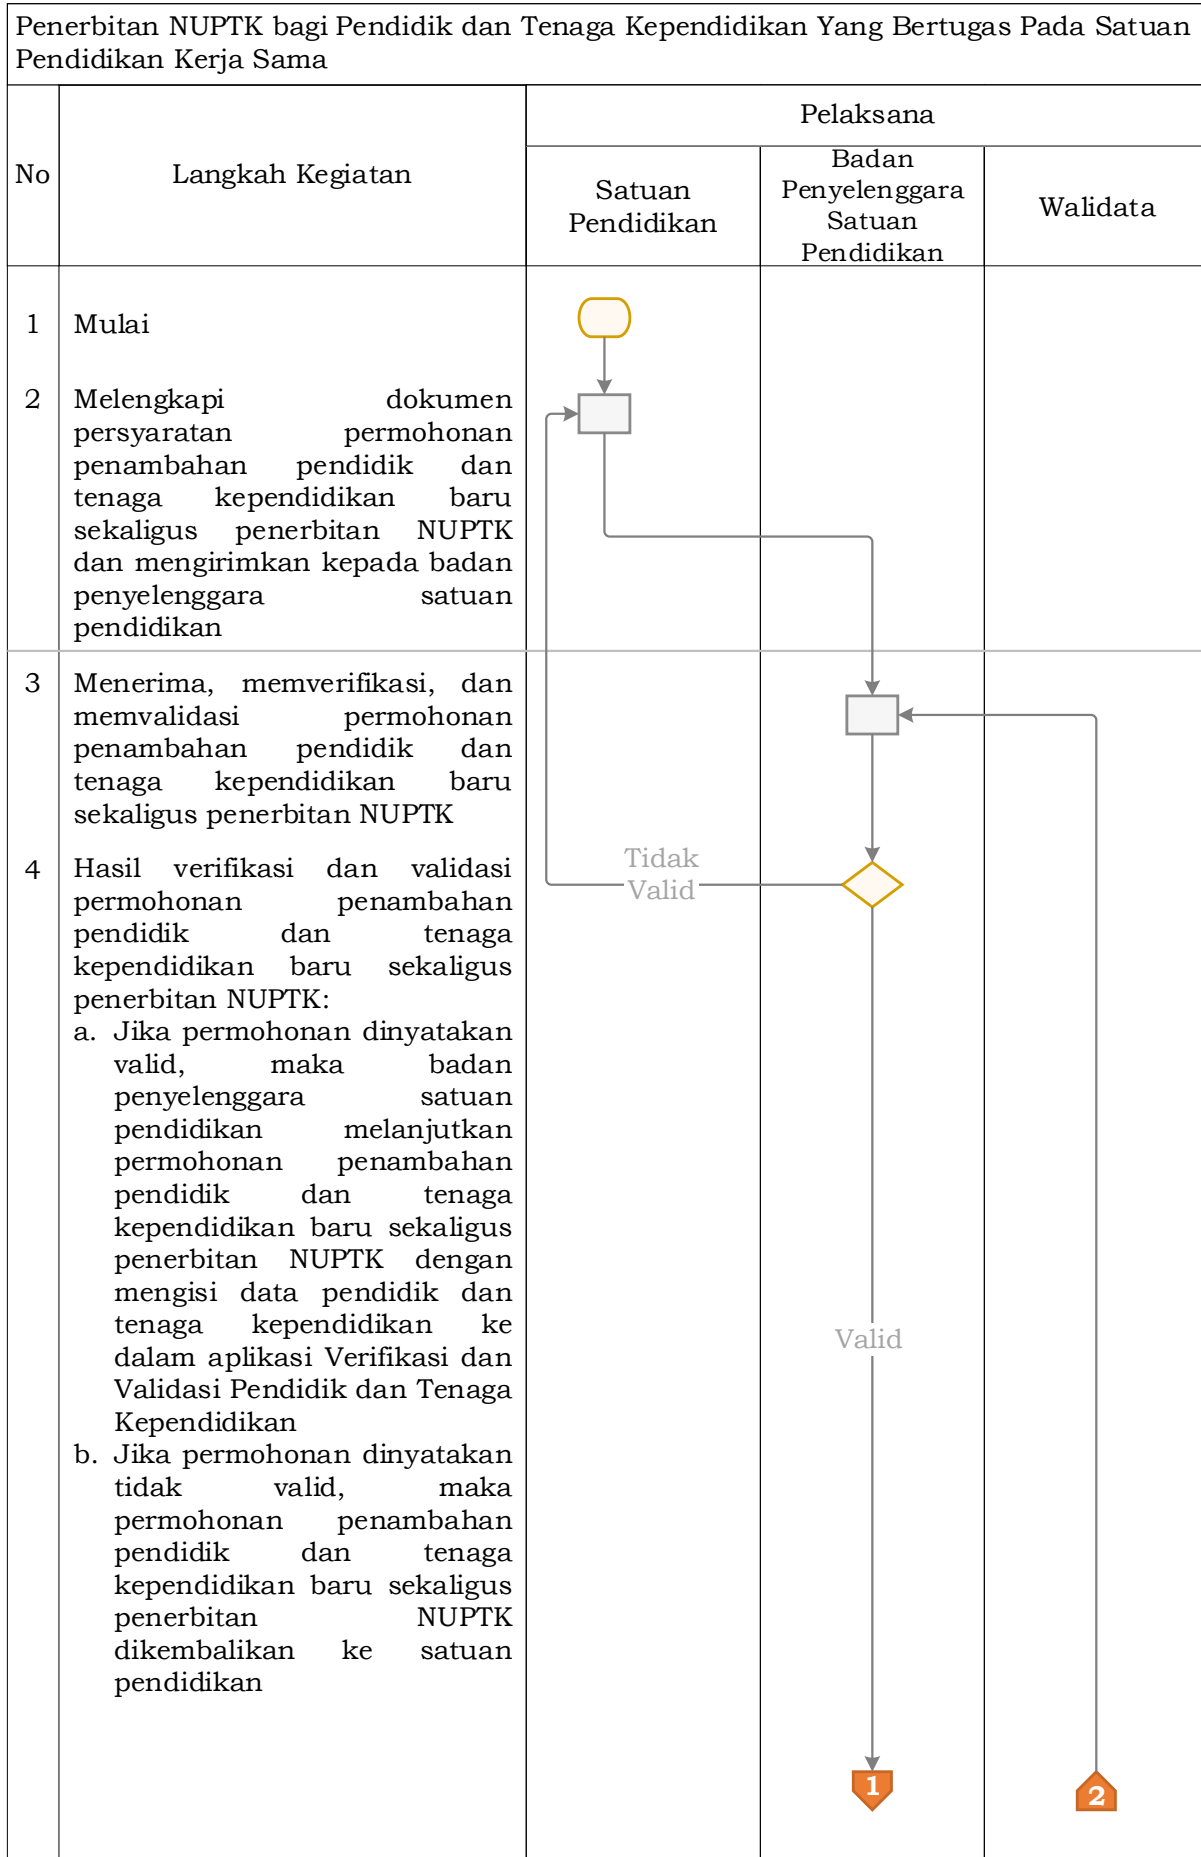 Penerbitan NUPTK bagi Pendidik dan Tenaga Kependidikan Yang Bertugas Pada Satuan
Pendidikan Kerja Sama
No
Langkah Kegiatan
Pelaksana
Satuan
Pendidikan
Badan
Penyelenggara
Satuan
Pendidikan
Walidata
1
Mulai
2
Melengkapi dokumen
persyaratan permohonan
penambahan pendidik dan
tenaga kependidikan baru
sekaligus penerbitan NUPTK
dan mengirimkan kepada badan
penyelenggara satuan
pendidikan
3
Menerima, memverifikasi, dan
memvalidasi permohonan
penambahan pendidik dan
tenaga kependidikan baru
sekaligus penerbitan NUPTK
4
Hasil verifikasi dan validasi
permohonan penambahan
pendidik dan tenaga
kependidikan baru sekaligus
penerbitan NUPTK:
a. Jika permohonan dinyatakan
valid, maka badan
penyelenggara satuan
pendidikan melanjutkan
permohonan penambahan
pendidik dan tenaga
kependidikan baru sekaligus
penerbitan NUPTK dengan
mengisi data pendidik dan
tenaga kependidikan ke
dalam aplikasi Verifikasi dan
Validasi Pendidik dan Tenaga
Kependidikan
b. Jika permohonan dinyatakan
tidak valid, maka
permohonan penambahan
pendidik dan tenaga
kependidikan baru sekaligus
penerbitan NUPTK
dikembalikan ke satuan
pendidikan
Tidak
Valid
Valid
1
2